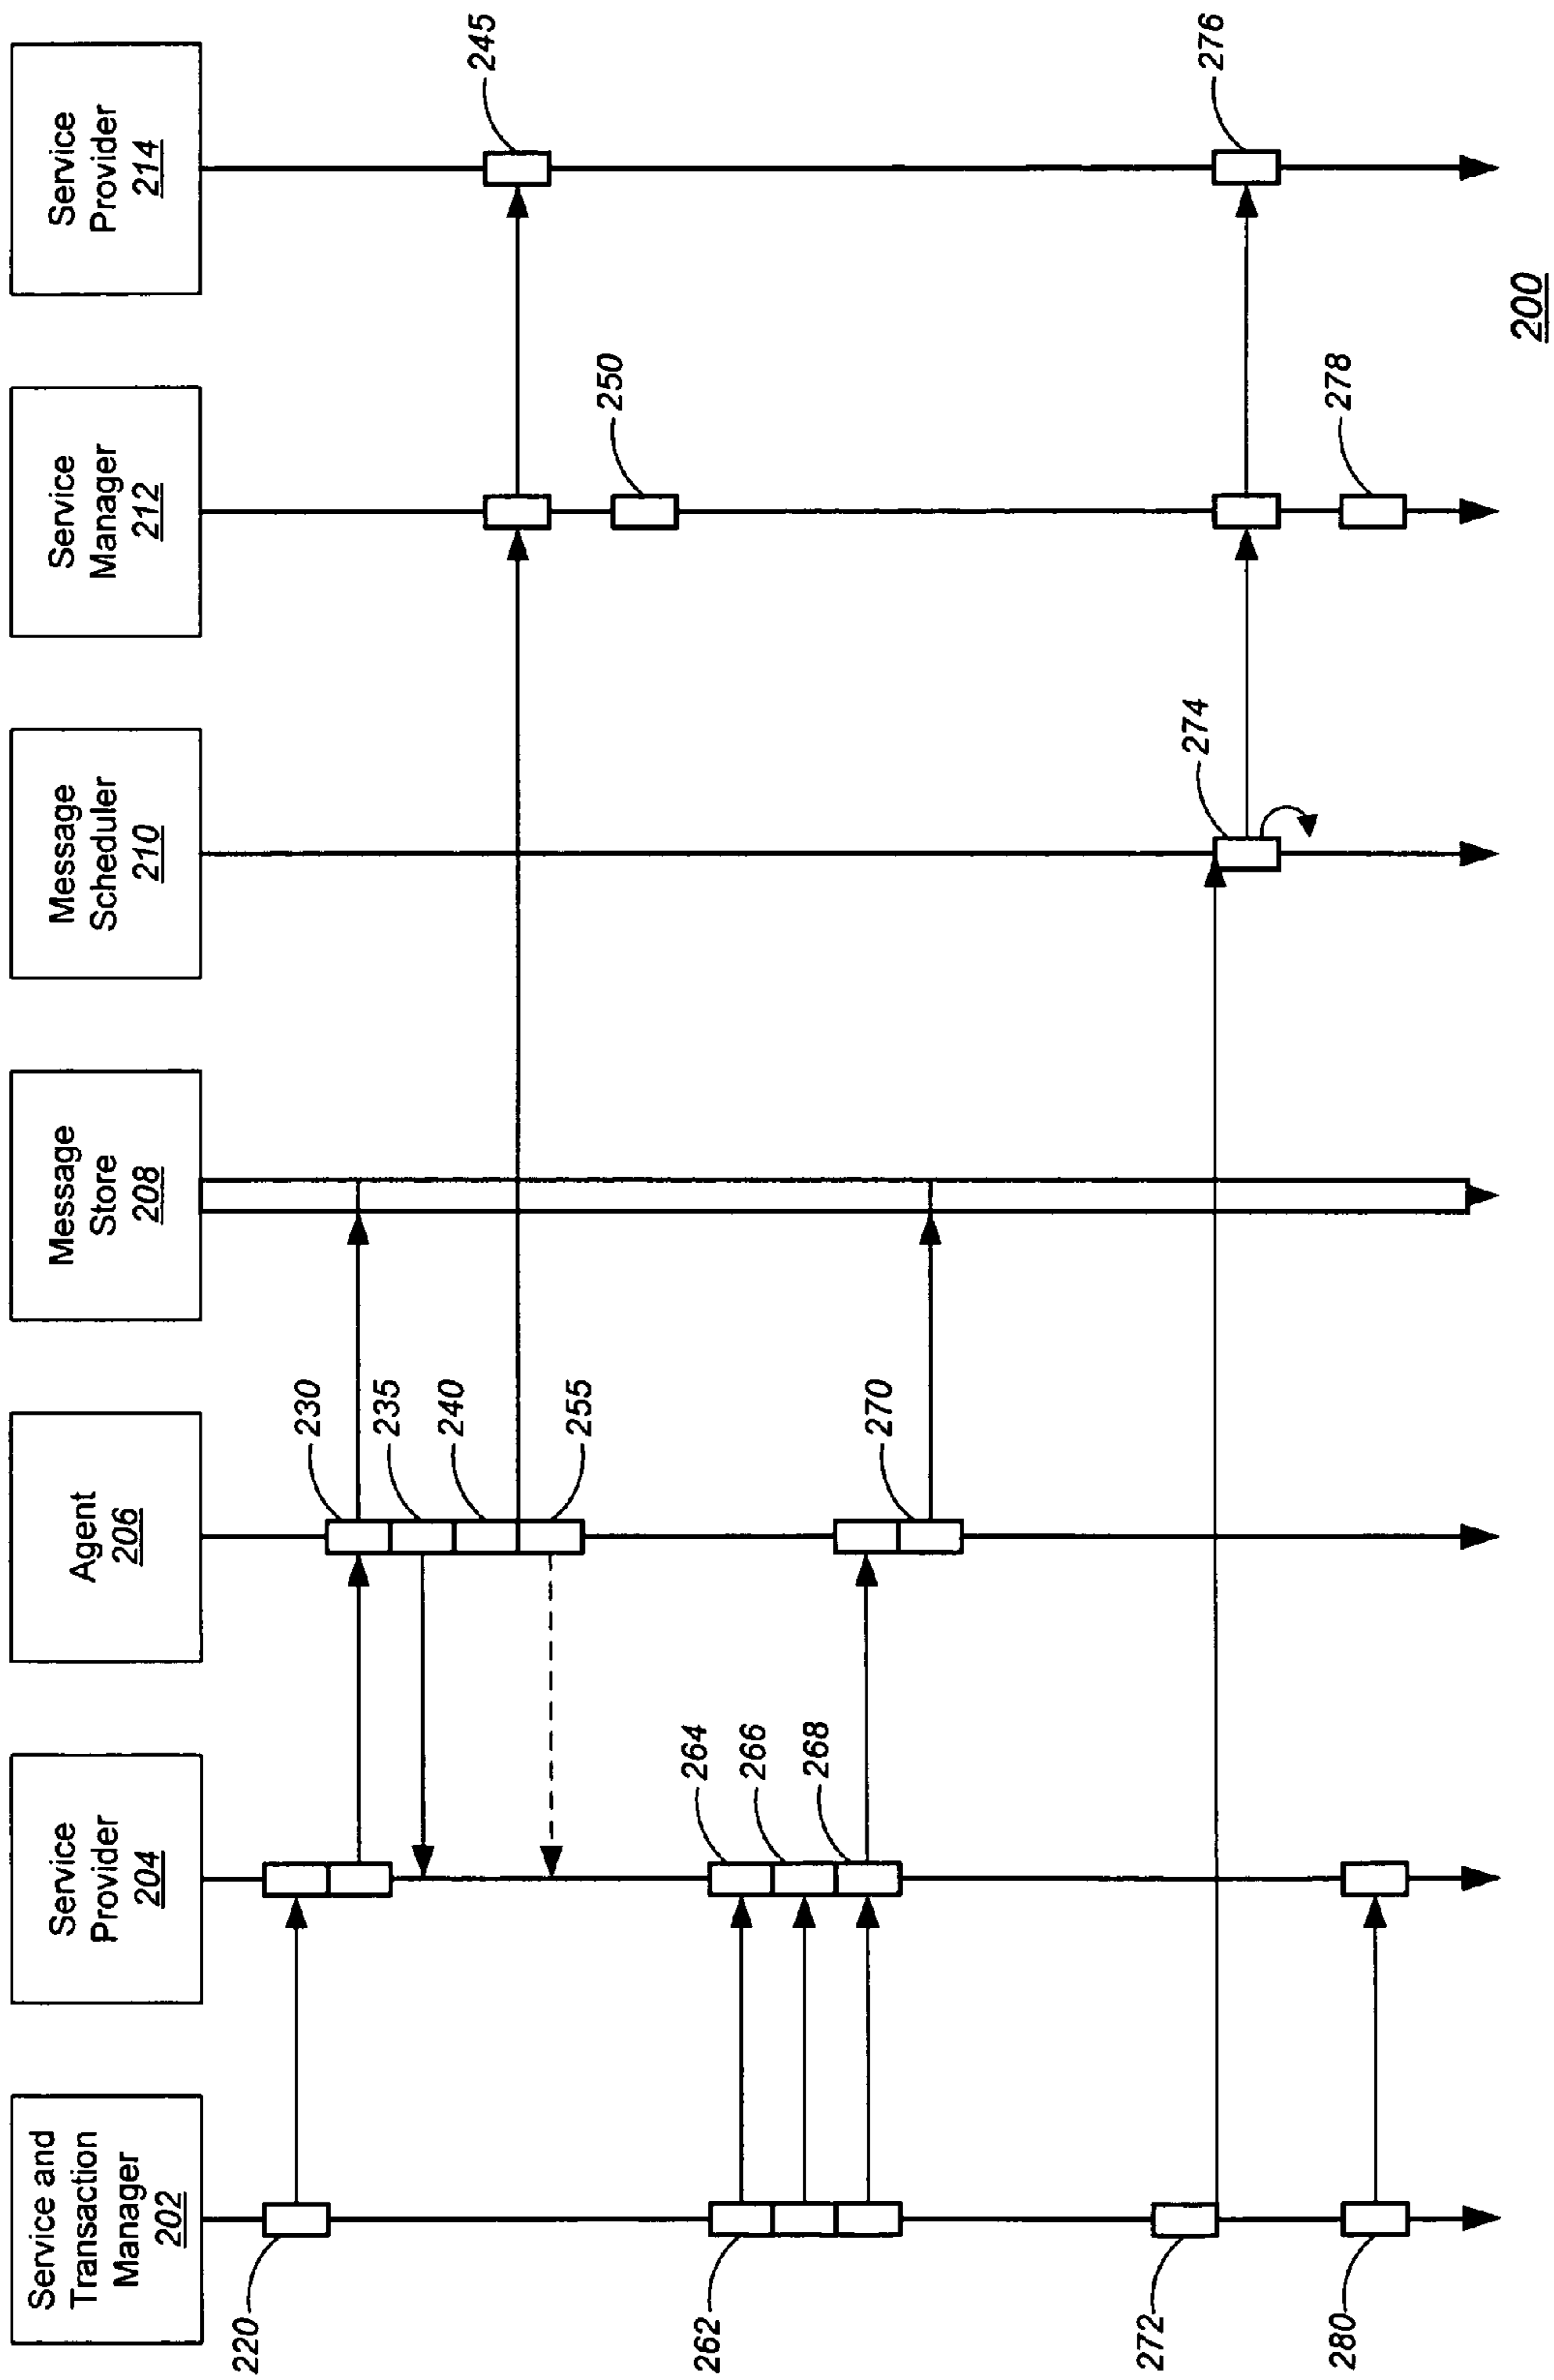 Service and
Transaction
Manager
202
Service
Provider
204
Agent
206
Message
Store
208
Message
Scheduler
210
Service
Manager
212
Service
Provider
214
220
230
235
240
255
245
250
262
264
266
268
270
272
274
276
278
280
200